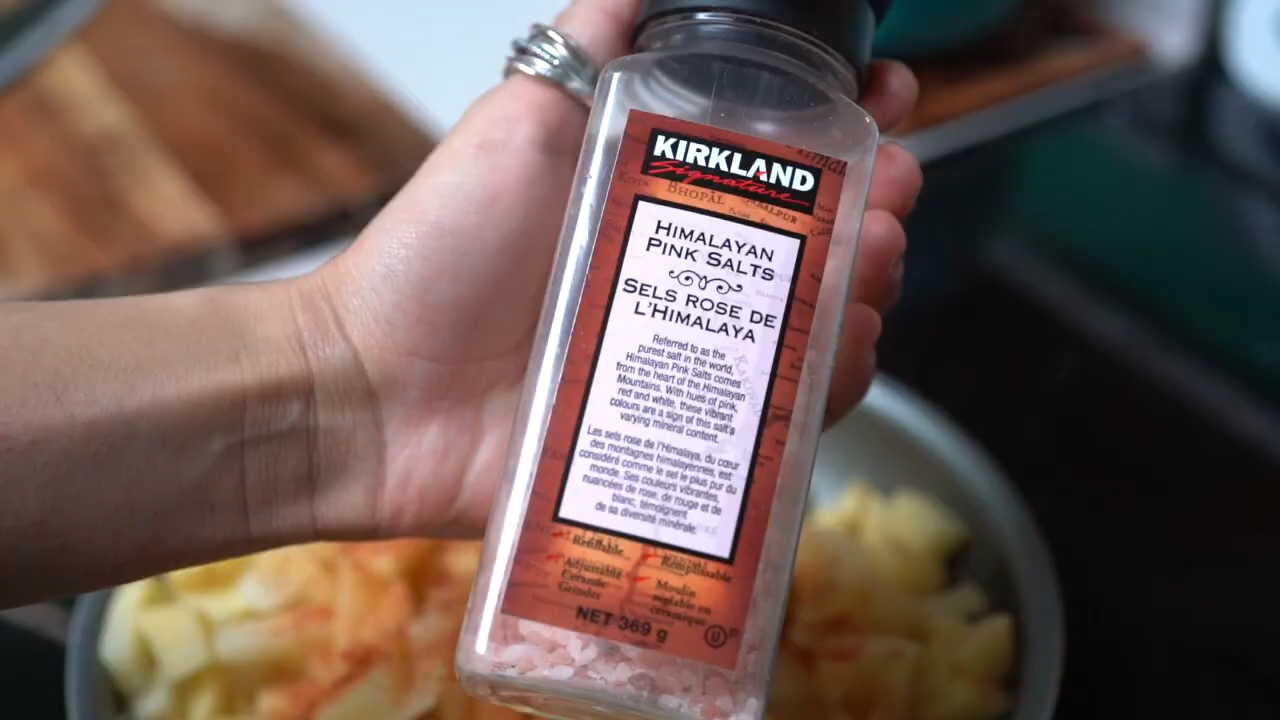 KIRKLAND
Signature
BHOPÂL
HIMALAYAN
PINK SALTS
SELS ROSE DE
L'HIMALAYA
Referred to as the
purest salt in the world,
Himalayan Pink Salts comes
from the heart of the Himalayan
Mountains. With hues of pink,
red and white, these vibrant
colours are a sign of this salt's
varying mineral content.
Les sels rose de l'Himalaya, du cœur
des montagnes himalayennes, est
considéré comme le sel le plus pur du
monde. Ses couleurs vibrantes,
nuancées de rose, de rouge et de
blanc, témoignent
de sa diversité minérale.
Refillable
Adjustable
Ceramic
Grinder
Remplissable
Moulin
réglable en
céramique
NET 369 g
U P